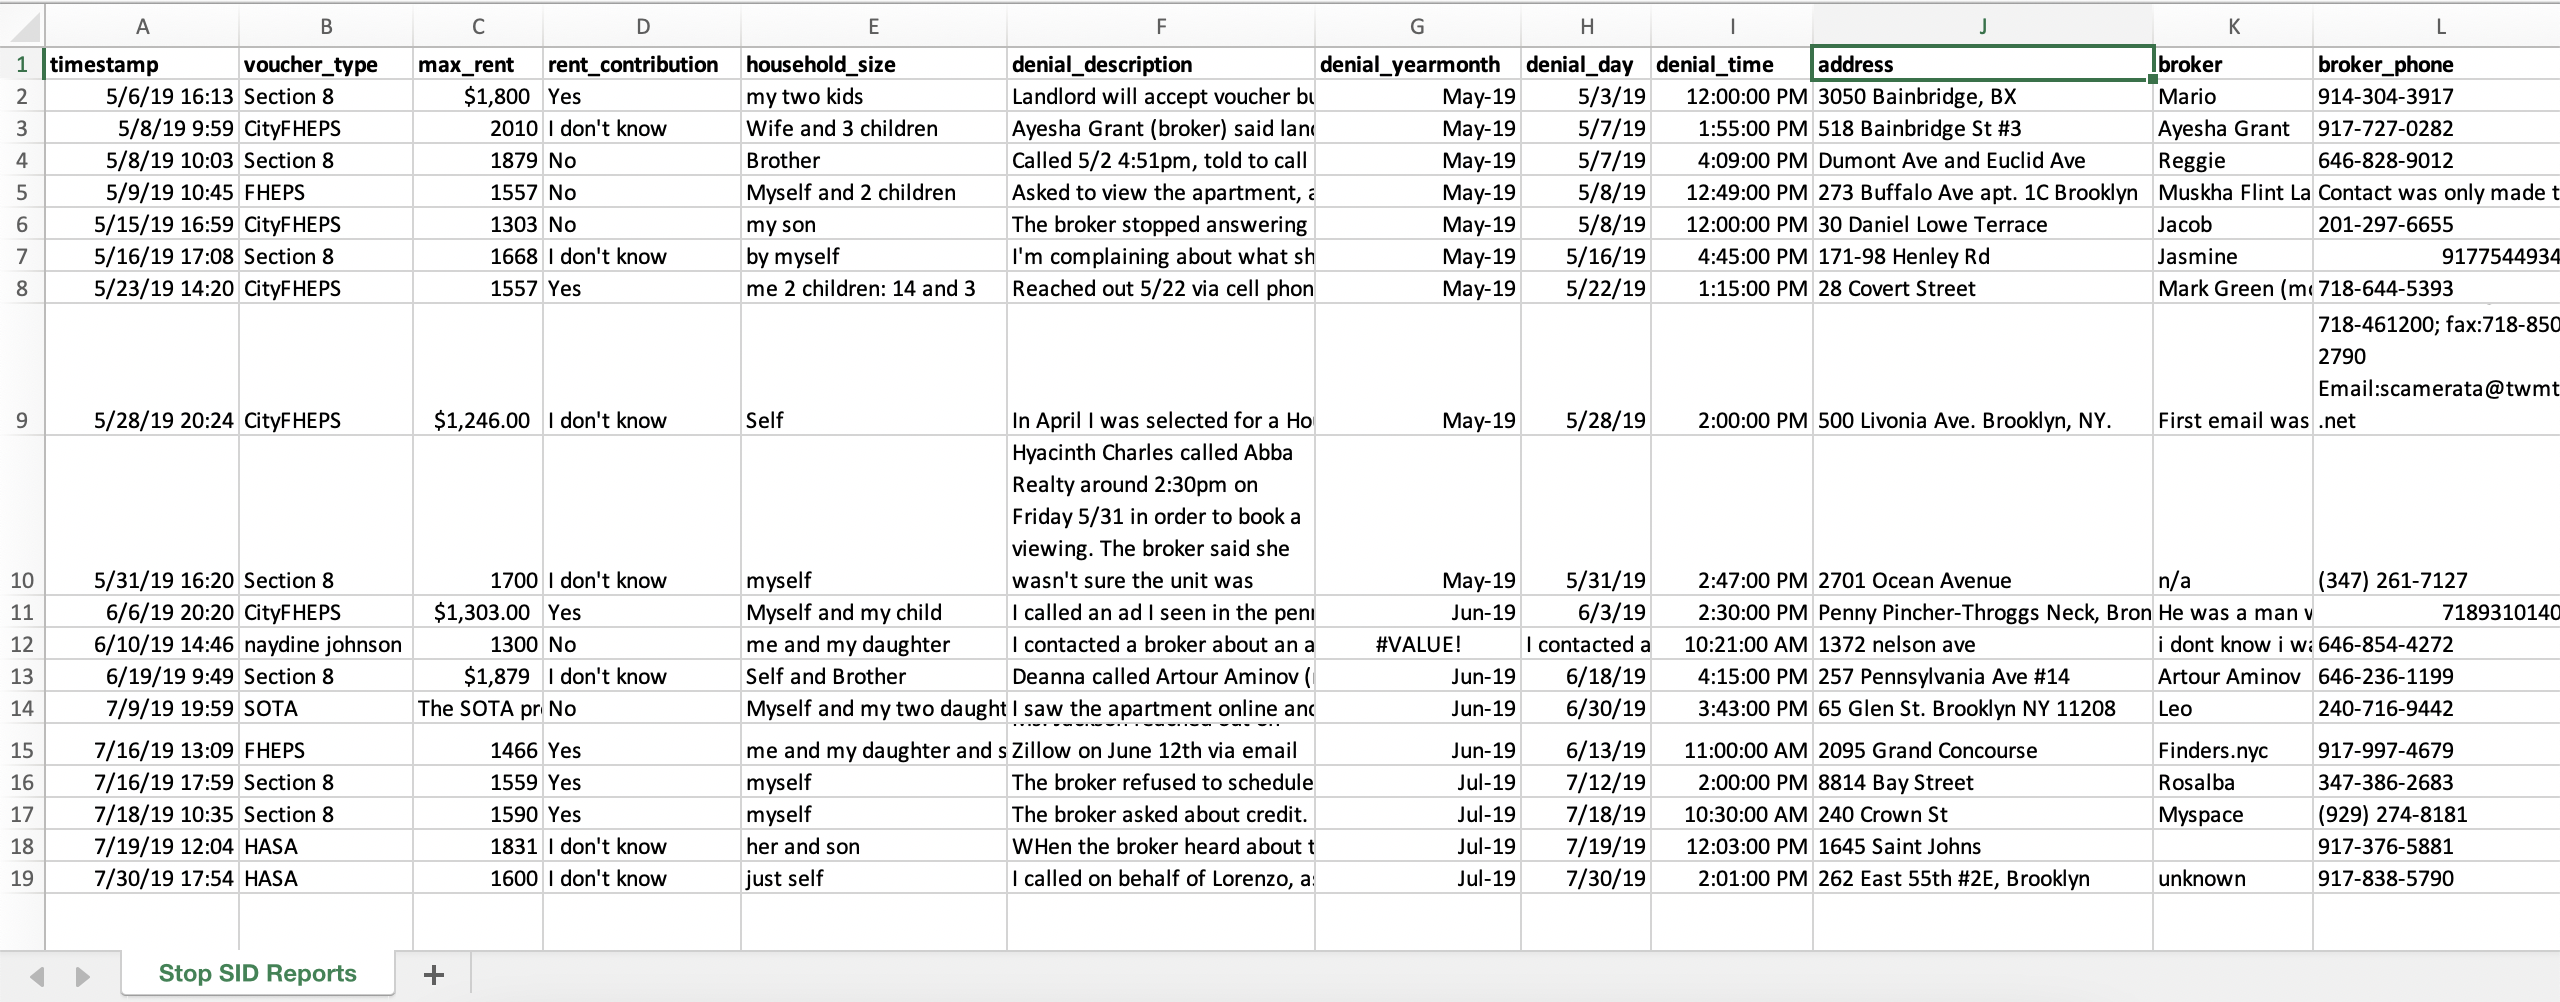 A B C D E F G H I J K L
1 timestamp voucher_type max_rent rent_contribution household_size denial_description denial_yearmonth denial_day denial_time address broker broker_phone
2 5/6/19 16:13 Section 8 $1,800 Yes my two kids Landlord will accept voucher bu May-19 5/3/19 12:00:00 PM 3050 Bainbridge, BX Mario 914-304-3917
3 5/8/19 9:59 CityFHEPS 2010 I don't know Wife and 3 children Ayesha Grant (broker) said land May-19 5/7/19 1:55:00 PM 518 Bainbridge St #3 Ayesha Grant 917-727-0282
4 5/8/19 10:03 Section 8 1879 No Brother Called 5/2 4:51pm, told to call May-19 5/7/19 4:09:00 PM Dumont Ave and Euclid Ave Reggie 646-828-9012
5 5/9/19 10:45 FHEPS 1557 No Myself and 2 children Asked to view the apartment, a May-19 5/8/19 12:49:00 PM 273 Buffalo Ave apt. 1C Brooklyn Muskha Flint La Contact was only made t
6 5/15/19 16:59 CityFHEPS 1303 No my son The broker stopped answering May-19 5/8/19 12:00:00 PM 30 Daniel Lowe Terrace Jacob 201-297-6655
7 5/16/19 17:08 Section 8 1668 I don't know by myself I'm complaining about what sh May-19 5/16/19 4:45:00 PM 171-98 Henley Rd Jasmine 9177544934
8 5/23/19 14:20 CityFHEPS 1557 Yes me 2 children: 14 and 3 Reached out 5/22 via cell phon May-19 5/22/19 1:15:00 PM 28 Covert Street Mark Green (mo 718-644-5393
718-461200; fax:718-850
2790
Email:scamerata@twmt
9 5/28/19 20:24 CityFHEPS $1,246.00 I don't know Self In April I was selected for a Hou May-19 5/28/19 2:00:00 PM 500 Livonia Ave. Brooklyn, NY. First email was .net
Hyacinth Charles called Abba
Realty around 2:30pm on
Friday 5/31 in order to book a
viewing. The broker said she
10 5/31/19 16:20 Section 8 1700 I don't know myself wasn't sure the unit was May-19 5/31/19 2:47:00 PM 2701 Ocean Avenue n/a (347) 261-7127
11 6/6/19 20:20 CityFHEPS $1,303.00 Yes Myself and my child I called an ad I seen in the penn Jun-19 6/3/19 2:30:00 PM Penny Pincher-Throggs Neck, Bron He was a man w 7189310140
12 6/10/19 14:46 naydine johnson 1300 No me and my daughter I contacted a broker about an a #VALUE! I contacted a 10:21:00 AM 1372 nelson ave i dont know i wa 646-854-4272
13 6/19/19 9:49 Section 8 $1,879 I don't know Self and Brother Deanna called Artour Aminov ( Jun-19 6/18/19 4:15:00 PM 257 Pennsylvania Ave #14 Artour Aminov 646-236-1199
14 7/9/19 19:59 SOTA The SOTA pr No Myself and my two daught I saw the apartment online and Jun-19 6/30/19 3:43:00 PM 65 Glen St. Brooklyn NY 11208 Leo 240-716-9442
15 7/16/19 13:09 FHEPS 1466 Yes me and my daughter and s Zillow on June 12th via email Jun-19 6/13/19 11:00:00 AM 2095 Grand Concourse Finders.nyc 917-997-4679
16 7/16/19 17:59 Section 8 1559 Yes myself The broker refused to schedule Jul-19 7/12/19 2:00:00 PM 8814 Bay Street Rosalba 347-386-2683
17 7/18/19 10:35 Section 8 1590 Yes myself The broker asked about credit. Jul-19 7/18/19 10:30:00 AM 240 Crown St Myspace (929) 274-8181
18 7/19/19 12:04 HASA 1831 I don't know her and son WHen the broker heard about t Jul-19 7/19/19 12:03:00 PM 1645 Saint Johns 917-376-5881
19 7/30/19 17:54 HASA 1600 I don't know just self I called on behalf of Lorenzo, as Jul-19 7/30/19 2:01:00 PM 262 East 55th #2E, Brooklyn unknown 917-838-5790
Stop SID Reports +